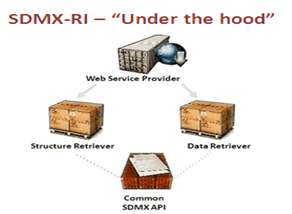 SDMX-RI – “Under the hood”
Web Service Provider
Structure Retriever
Data Retriever
Common
SDMX API